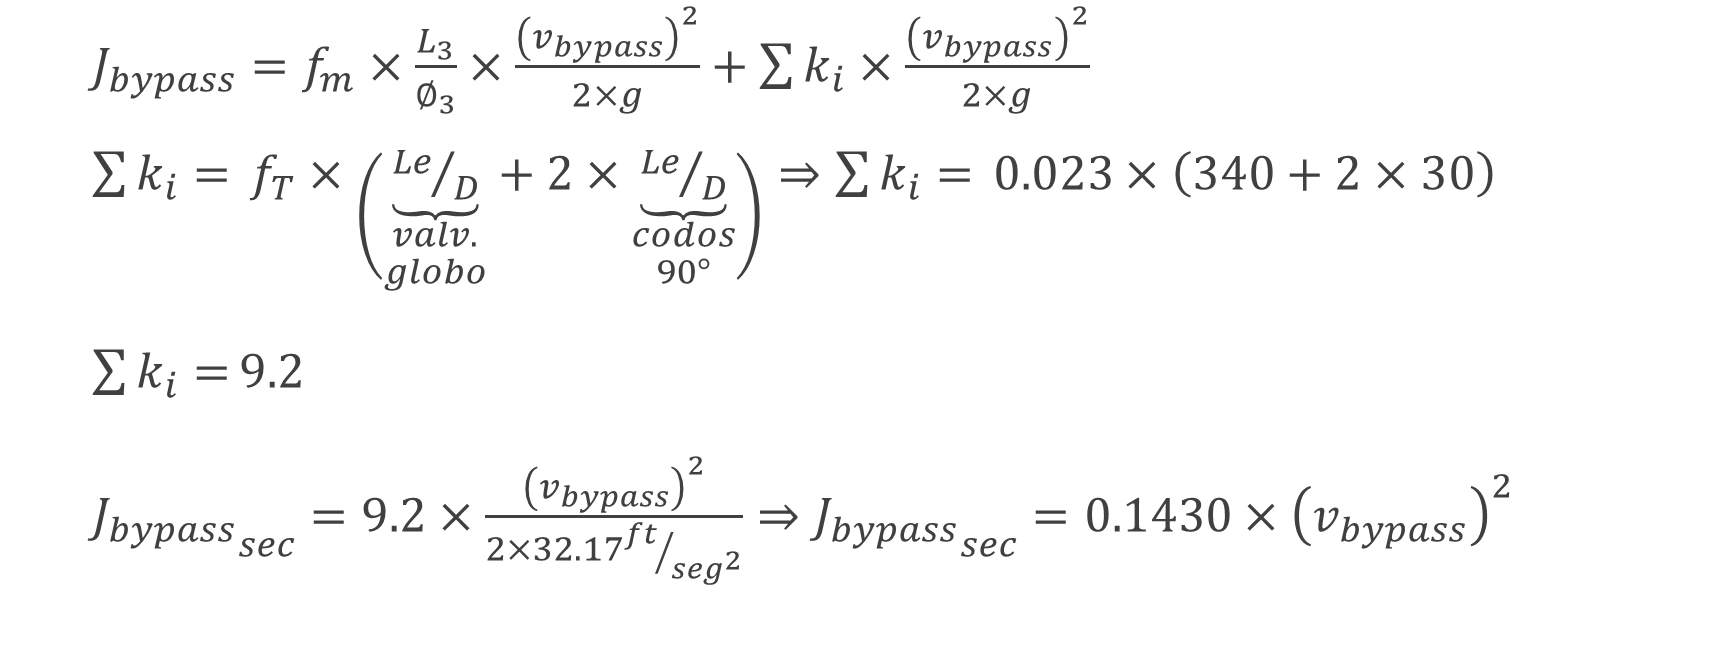 J_bypass = f_m × L_3/∅_3 × (v_bypass)^2/2×g + ∑ k_i × (v_bypass)^2/2×g
∑ k_i = f_T × (Le/D valv. globo + 2 × Le/D codos 90°) ⇒ ∑ k_i = 0.023 × (340 + 2 × 30)
∑ k_i = 9.2
J_bypass_sec = 9.2 × (v_bypass)^2/2×32.17 ft/seg^2 ⇒ J_bypass_sec = 0.1430 × (v_bypass)^2